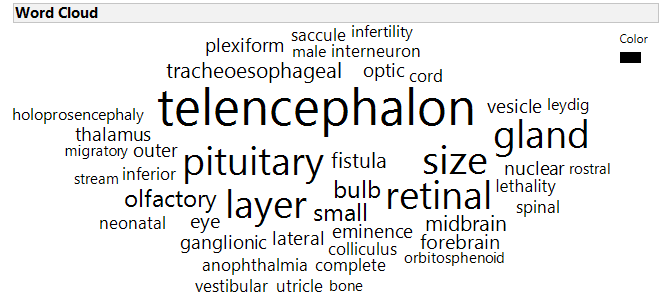 Word Cloud
saccule infertility
Color
plexiform
male interneuron
tracheoesophageal optic cord
telencephalon vesicle leydig
holoprosencephaly
thalamus gland
migratory outer pituitary fistula size nuclear rostral
stream inferior
bulb retinal lethality
olfactory layer small spinal
neonatal eye eminence midbrain
ganglionic lateral colliculus forebrain
orbitosphenoid
anophthalmia complete
vestibular utricle bone